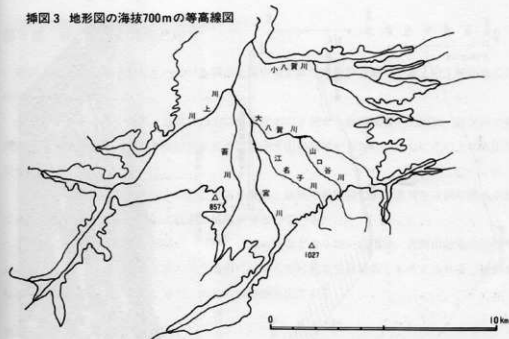 挿図3 地形図の海抜700mの等高線図
小八賀川
川上川
大八賀川
山口谷川
江名子川
苔川
宮川
△
857
△
1027
0 10km